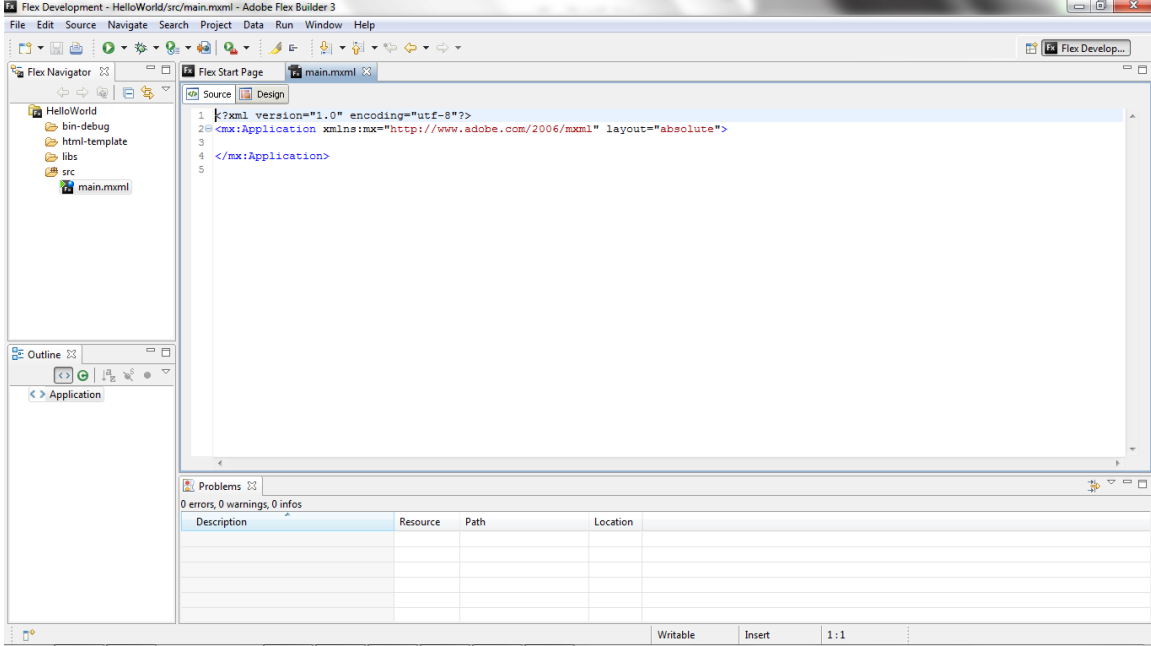 Fx Flex Development - HelloWorld/src/main.mxml - Adobe Flex Builder 3
File Edit Source Navigate Search Project Data Run Window Help
Fx Flex Develop...
Flex Navigator
Fx Flex Start Page
main.mxml
Source
Design
HelloWorld
bin-debug
html-template
libs
src
main.mxml
1 <?xml version="1.0" encoding="utf-8"?>
2 <mx:Application xmlns:mx="http://www.adobe.com/2006/mxml" layout="absolute">
3
4 </mx:Application>
5
Outline
<> Application
Problems
0 errors, 0 warnings, 0 infos
Description Resource Path Location
Writable Insert 1 : 1